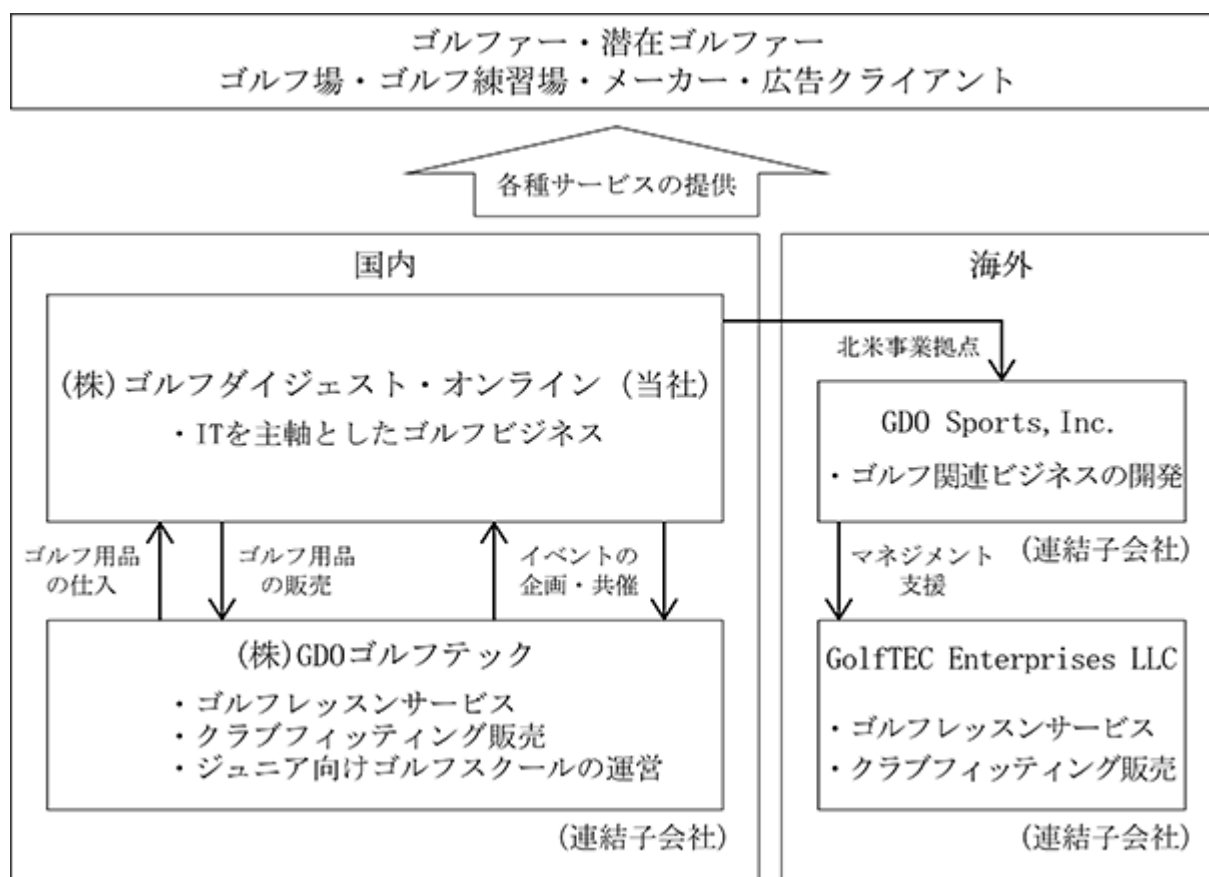 ゴルファー・潜在ゴルファー
ゴルフ場・ゴルフ練習場・メーカー・広告クライアント
各種サービスの提供
国内
(株)ゴルフダイジェスト・オンライン (当社)
・ITを主軸としたゴルフビジネス
ゴルフ用品
の仕入
ゴルフ用品
の販売
イベントの
企画・共催
(株)GDOゴルフテック
・ゴルフレッスンサービス
・クラブフィッティング販売
・ジュニア向けゴルフスクールの運営
(連結子会社)
海外
北米事業拠点
GDO Sports, Inc.
・ゴルフ関連ビジネスの開発
(連結子会社)
マネジメント
支援
GolfTEC Enterprises LLC
・ゴルフレッスンサービス
・クラブフィッティング販売
(連結子会社)